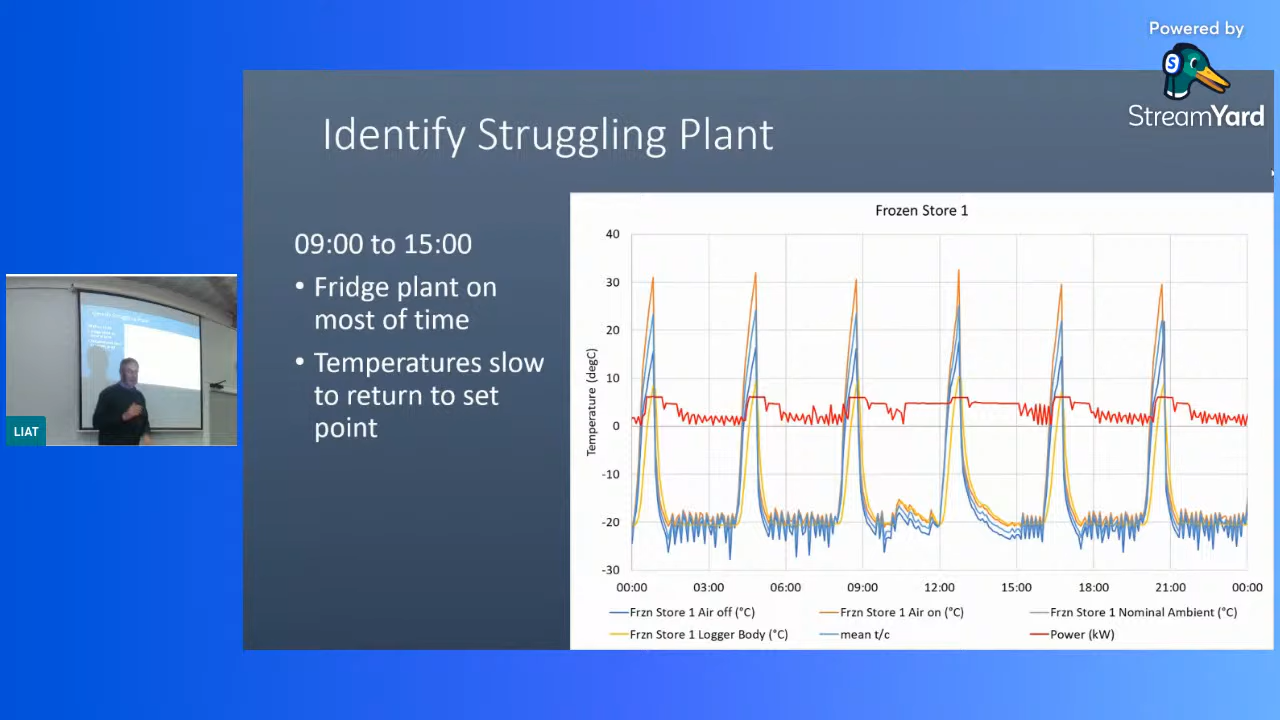 Powered by
StreamYard
Identify Struggling Plant
09:00 to 15:00
• Fridge plant on
most of time
• Temperatures slow
to return to set
point
Frozen Store 1
Temperature (degC)
40
30
20
10
0
-10
-20
-30
00:00 03:00 06:00 09:00 12:00 15:00 18:00 21:00 00:00
Frzn Store 1 Air off (°C) Frzn Store 1 Air on (°C) Frzn Store 1 Nominal Ambient (°C)
Frzn Store 1 Logger Body (°C) mean t/c Power (kW)
LIAT
Identify Struggling Plant